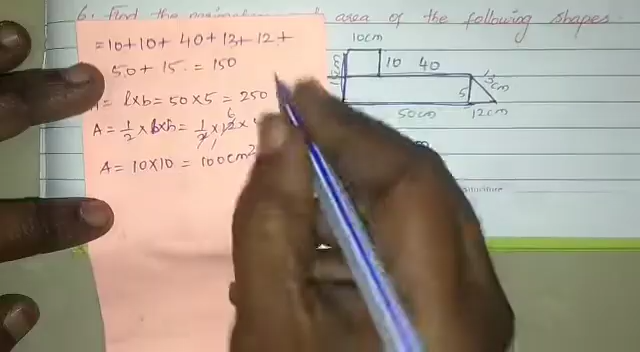 6. Find the area of the following shapes.
=10+10+ 40+13+12+
50+15 = 150
l×b= 50×5 = 250
A= 1/2 ×b×h= 1/2 × 12 ×
6
A = 10×10 = 100cm²
10cm
10 40
13cm
5
50cm 12cm